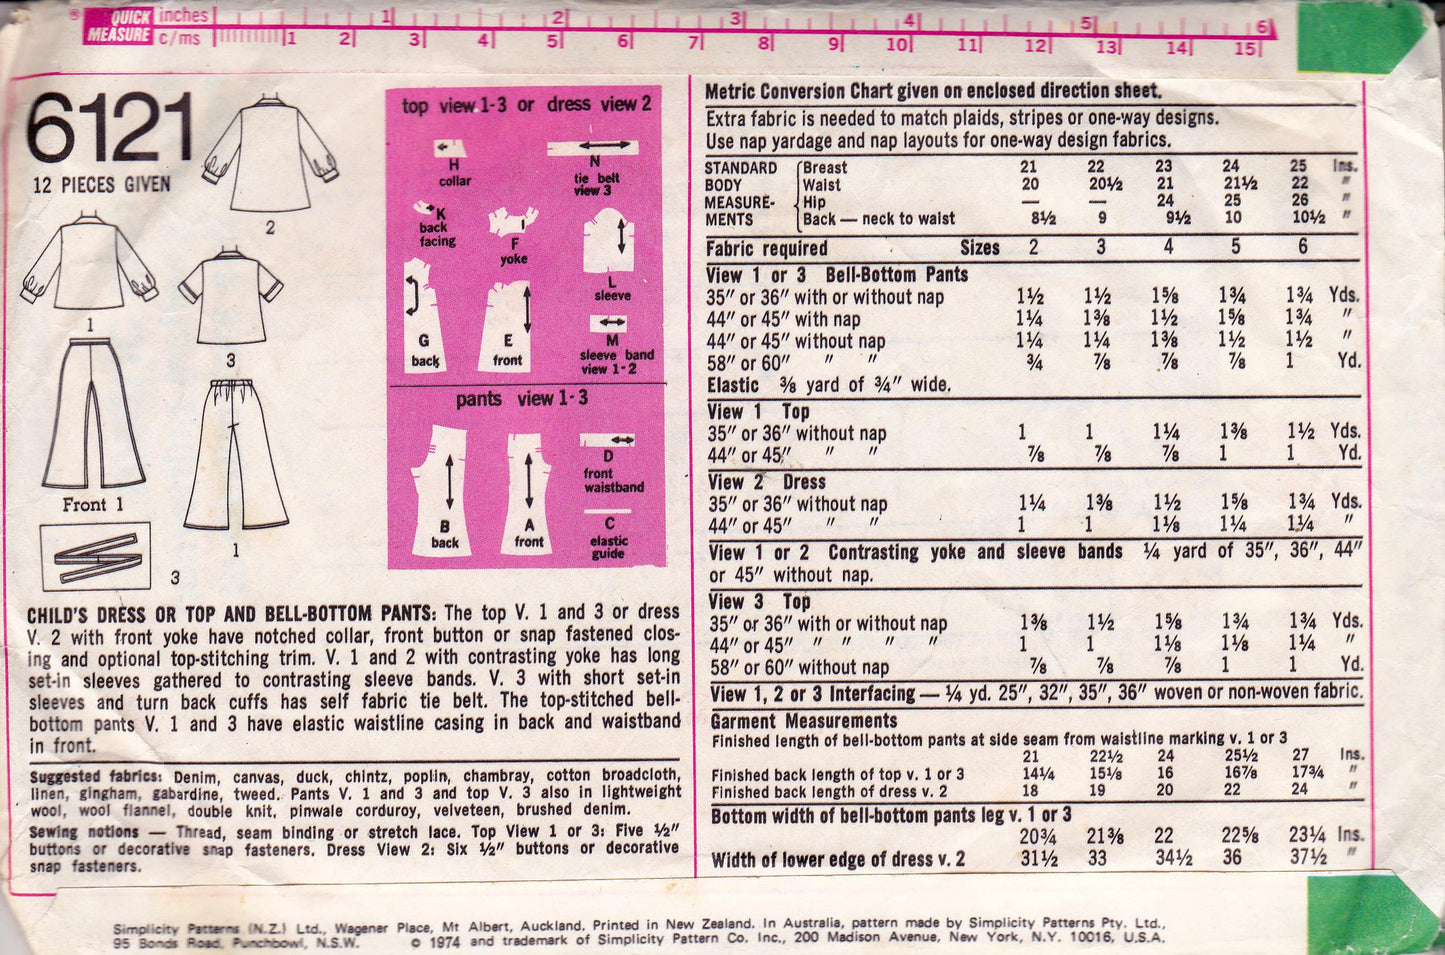 QUICK MEASURE
inches 1 2 3 4 5 6
c/ms 1 2 3 4 5 6 7 8 9 10 11 12 13 14 15
6121
12 PIECES GIVEN
2
1
3
Front 1
1
3
top view 1-3 or dress view 2
H
collar
N
tie belt
view 3
K
back
facing
F
yoke
L
sleeve
G
back
E
front
M
sleeve band
view 1-2
pants view 1-3
B
back
A
front
D
front
waistband
C
elastic
guide
CHILD'S DRESS OR TOP AND BELL-BOTTOM PANTS: The top V. 1 and 3 or dress
V. 2 with front yoke have notched collar, front button or snap fastened clos-
ing and optional top-stitching trim. V. 1 and 2 with contrasting yoke has long
set-in sleeves gathered to contrasting sleeve bands. V. 3 with short set-in
sleeves and turn back cuffs has self fabric tie belt. The top-stitched bell-
bottom pants V. 1 and 3 have elastic waistline casing in back and waistband
in front.
Suggested fabrics: Denim, canvas, duck, chintz, poplin, chambray, cotton broadcloth,
linen, gingham, gabardine, tweed. Pants V. 1 and 3 and top V. 3 also in lightweight
wool, wool flannel, double knit, pinwale corduroy, velveteen, brushed denim.
Sewing notions — Thread, seam binding or stretch lace. Top View 1 or 3: Five ½"
buttons or decorative snap fasteners. Dress View 2: Six ½" buttons or decorative
snap fasteners.
Metric Conversion Chart given on enclosed direction sheet.
Extra fabric is needed to match plaids, stripes or one-way designs.
Use nap yardage and nap layouts for one-way design fabrics.
STANDARD Breast 21 22 23 24 25 Ins.
BODY Waist 20 20½ 21 21½ 22 "
MEASURE- Hip — — 24 25 26 "
MENTS Back — neck to waist 8½ 9 9½ 10 10½ "
Fabric required Sizes 2 3 4 5 6
View 1 or 3 Bell-Bottom Pants
35" or 36" with or without nap 1½ 1½ 1⅝ 1¾ 1¾ Yds.
44" or 45" with nap 1¼ 1⅜ 1½ 1⅝ 1¾ "
44" or 45" without nap 1¼ 1¼ 1⅜ 1½ 1½ "
58" or 60" " " ¾ ⅞ ⅞ ⅞ 1 Yd.
Elastic ⅜ yard of ¾" wide.
View 1 Top
35" or 36" without nap 1 1 1¼ 1⅜ 1½ Yds.
44" or 45" " " ⅞ ⅞ ⅞ 1 1 Yd.
View 2 Dress
35" or 36" without nap 1¼ 1⅜ 1½ 1⅝ 1¾ Yds.
44" or 45" " " 1 1 1⅛ 1¼ 1¼ "
View 1 or 2 Contrasting yoke and sleeve bands ¼ yard of 35", 36", 44"
or 45" without nap.
View 3 Top
35" or 36" with or without nap 1⅜ 1½ 1⅝ 1¾ 1¾ Yds.
44" or 45" " " " " 1 1 1⅛ 1⅛ 1¼ "
58" or 60" without nap ⅞ ⅞ ⅞ 1 1 Yd.
View 1, 2 or 3 Interfacing — ¼ yd. 25", 32", 35", 36" woven or non-woven fabric.
Garment Measurements
Finished length of bell-bottom pants at side seam from waistline marking v. 1 or 3
21 22½ 24 25½ 27 Ins.
Finished back length of top v. 1 or 3 14¼ 15⅛ 16 16⅞ 17¾ "
Finished back length of dress v. 2 18 19 20 22 24 "
Bottom width of bell-bottom pants leg v. 1 or 3
20¾ 21⅜ 22 22⅝ 23¼ Ins.
Width of lower edge of dress v. 2 31½ 33 34½ 36 37½ "
Simplicity Patterns (N.Z.) Ltd., Wagener Place, Mt Albert, Auckland. Printed in New Zealand. In Australia, pattern made by Simplicity Patterns Pty. Ltd.,
95 Bonds Road, Punchbowl, N.S.W. © 1974 and trademark of Simplicity Pattern Co. Inc., 200 Madison Avenue, New York, N.Y. 10016, U.S.A.